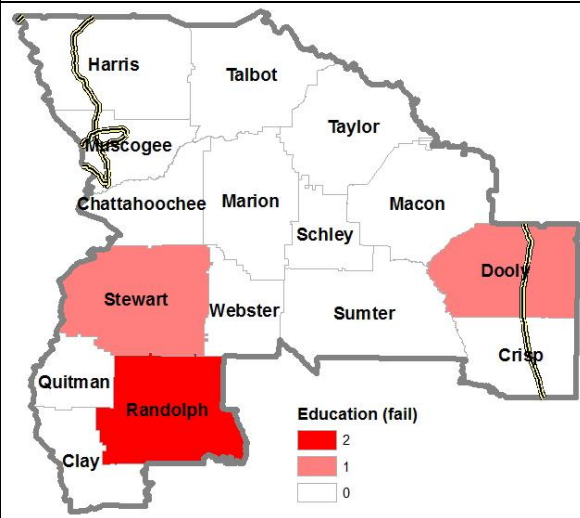 Harris
Talbot
Taylor
Muscogee
Chattahoochee
Marion
Macon
Schley
Dooly
Stewart
Webster
Sumter
Crisp
Quitman
Randolph
Clay
Education (fail)
2
1
0